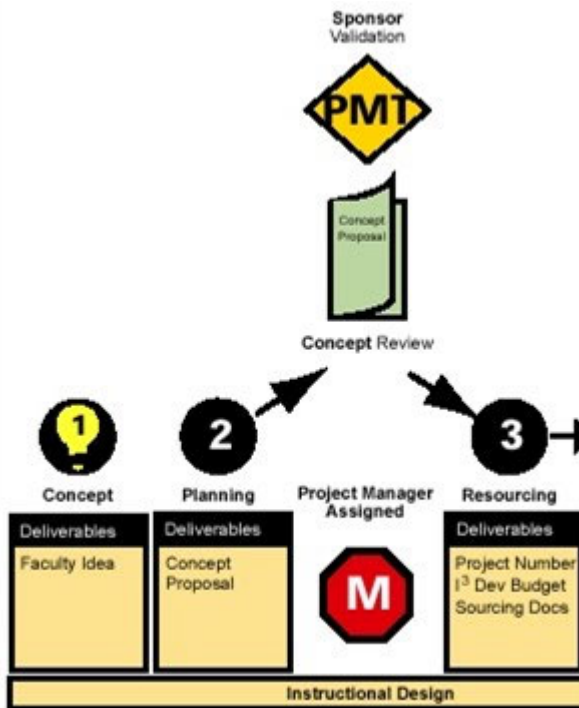 Sponsor
Validation
PMT
Concept
Proposal
Concept Review
1
2
3
Concept
Planning
Project Manager
Assigned
Resourcing
Deliverables
Faculty Idea
Deliverables
Concept
Proposal
M
Deliverables
Project Number
I³ Dev Budget
Sourcing Docs
Instructional Design